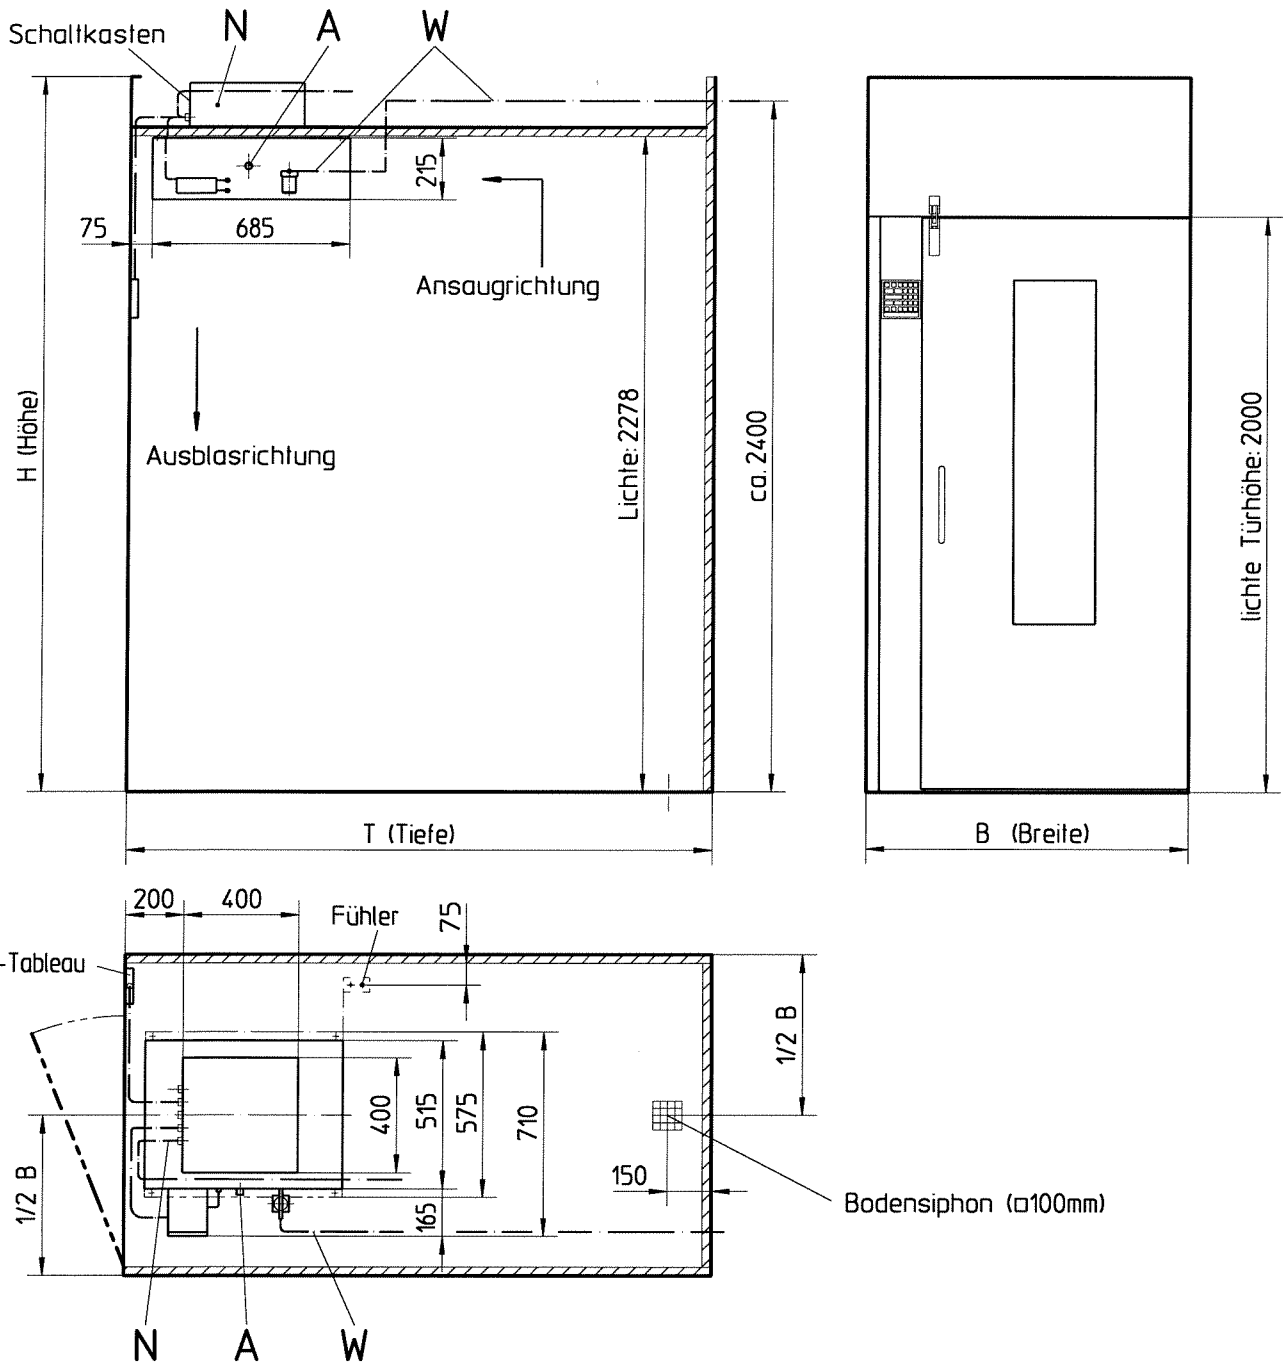 Schaltkasten
N
A
W
215
75
685
Ansaugrichtung
H (Höhe)
Ausblasrichtung
Lichte: 2278
ca. 2400
lichte Türhöhe: 2000
T (Tiefe)
B (Breite)
200
400
Fühler
75
-Tableau
1/2 B
400
515
575
710
150
1/2 B
165
Bodensiphon (□100mm)
N
A
W